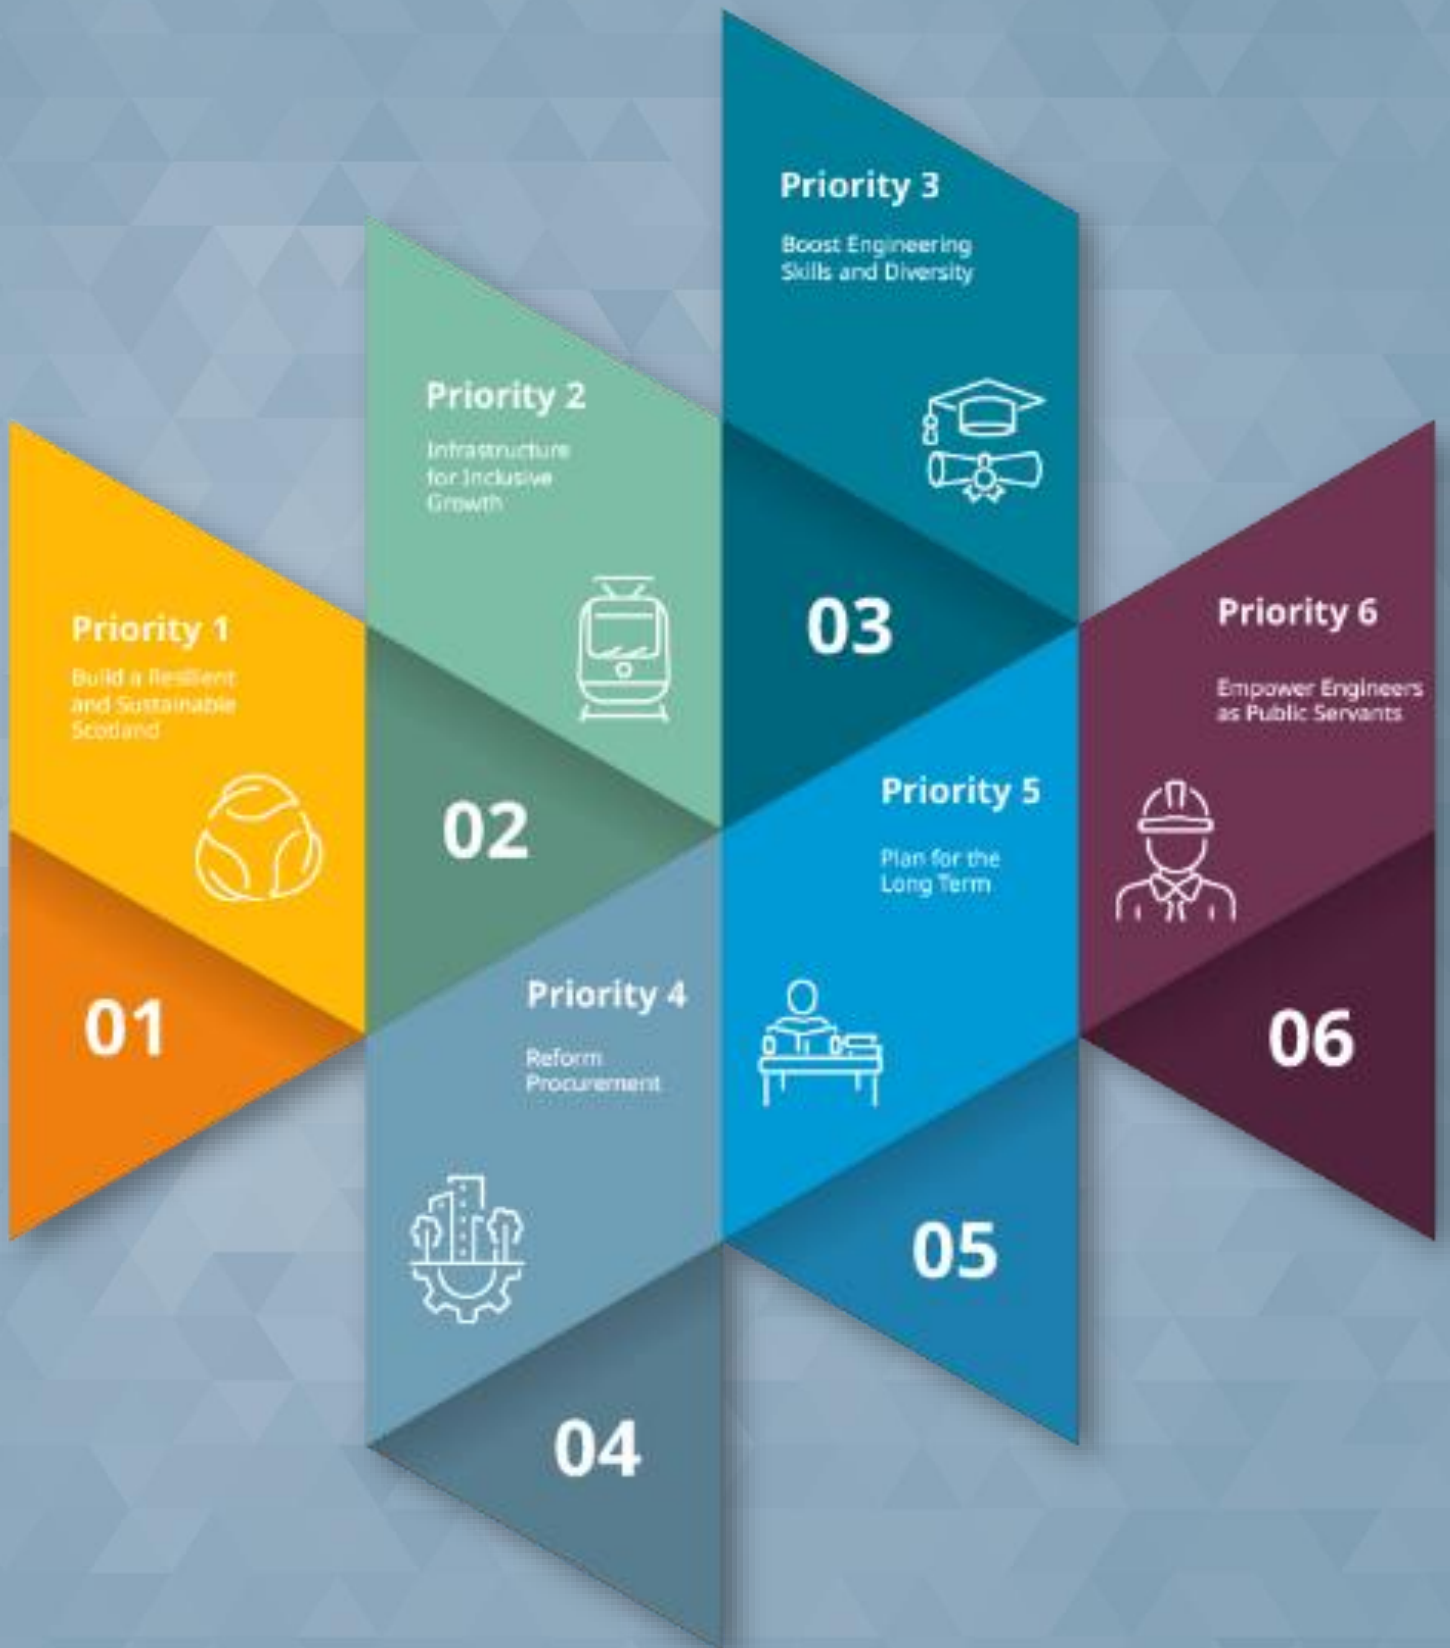 Priority 1
Build a Resilient
and Sustainable
Scotland
01
Priority 2
Infrastructure
for Inclusive
Growth
02
Priority 3
Boost Engineering
Skills and Diversity
03
Priority 4
Reform
Procurement
04
Priority 5
Plan for the
Long Term
05
Priority 6
Empower Engineers
as Public Servants
06